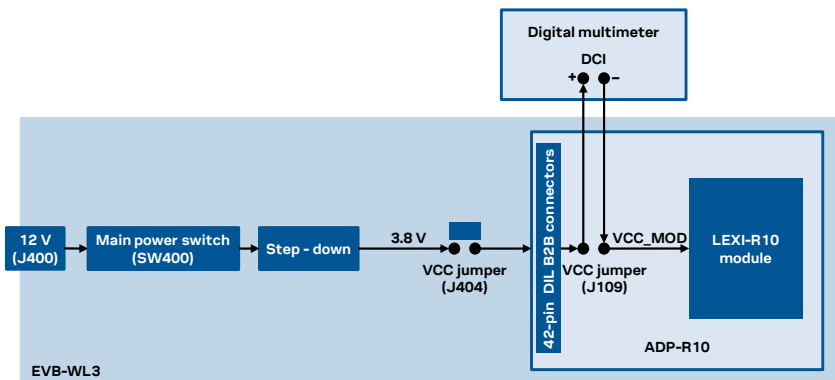 Digital multimeter
DCI
+ –
42-pin DIL B2B connectors
12 V
(J400)
Main power switch
(SW400)
Step - down
3.8 V
VCC jumper
(J404)
VCC jumper
(J109)
VCC_MOD
LEXI-R10
module
ADP-R10
EVB-WL3